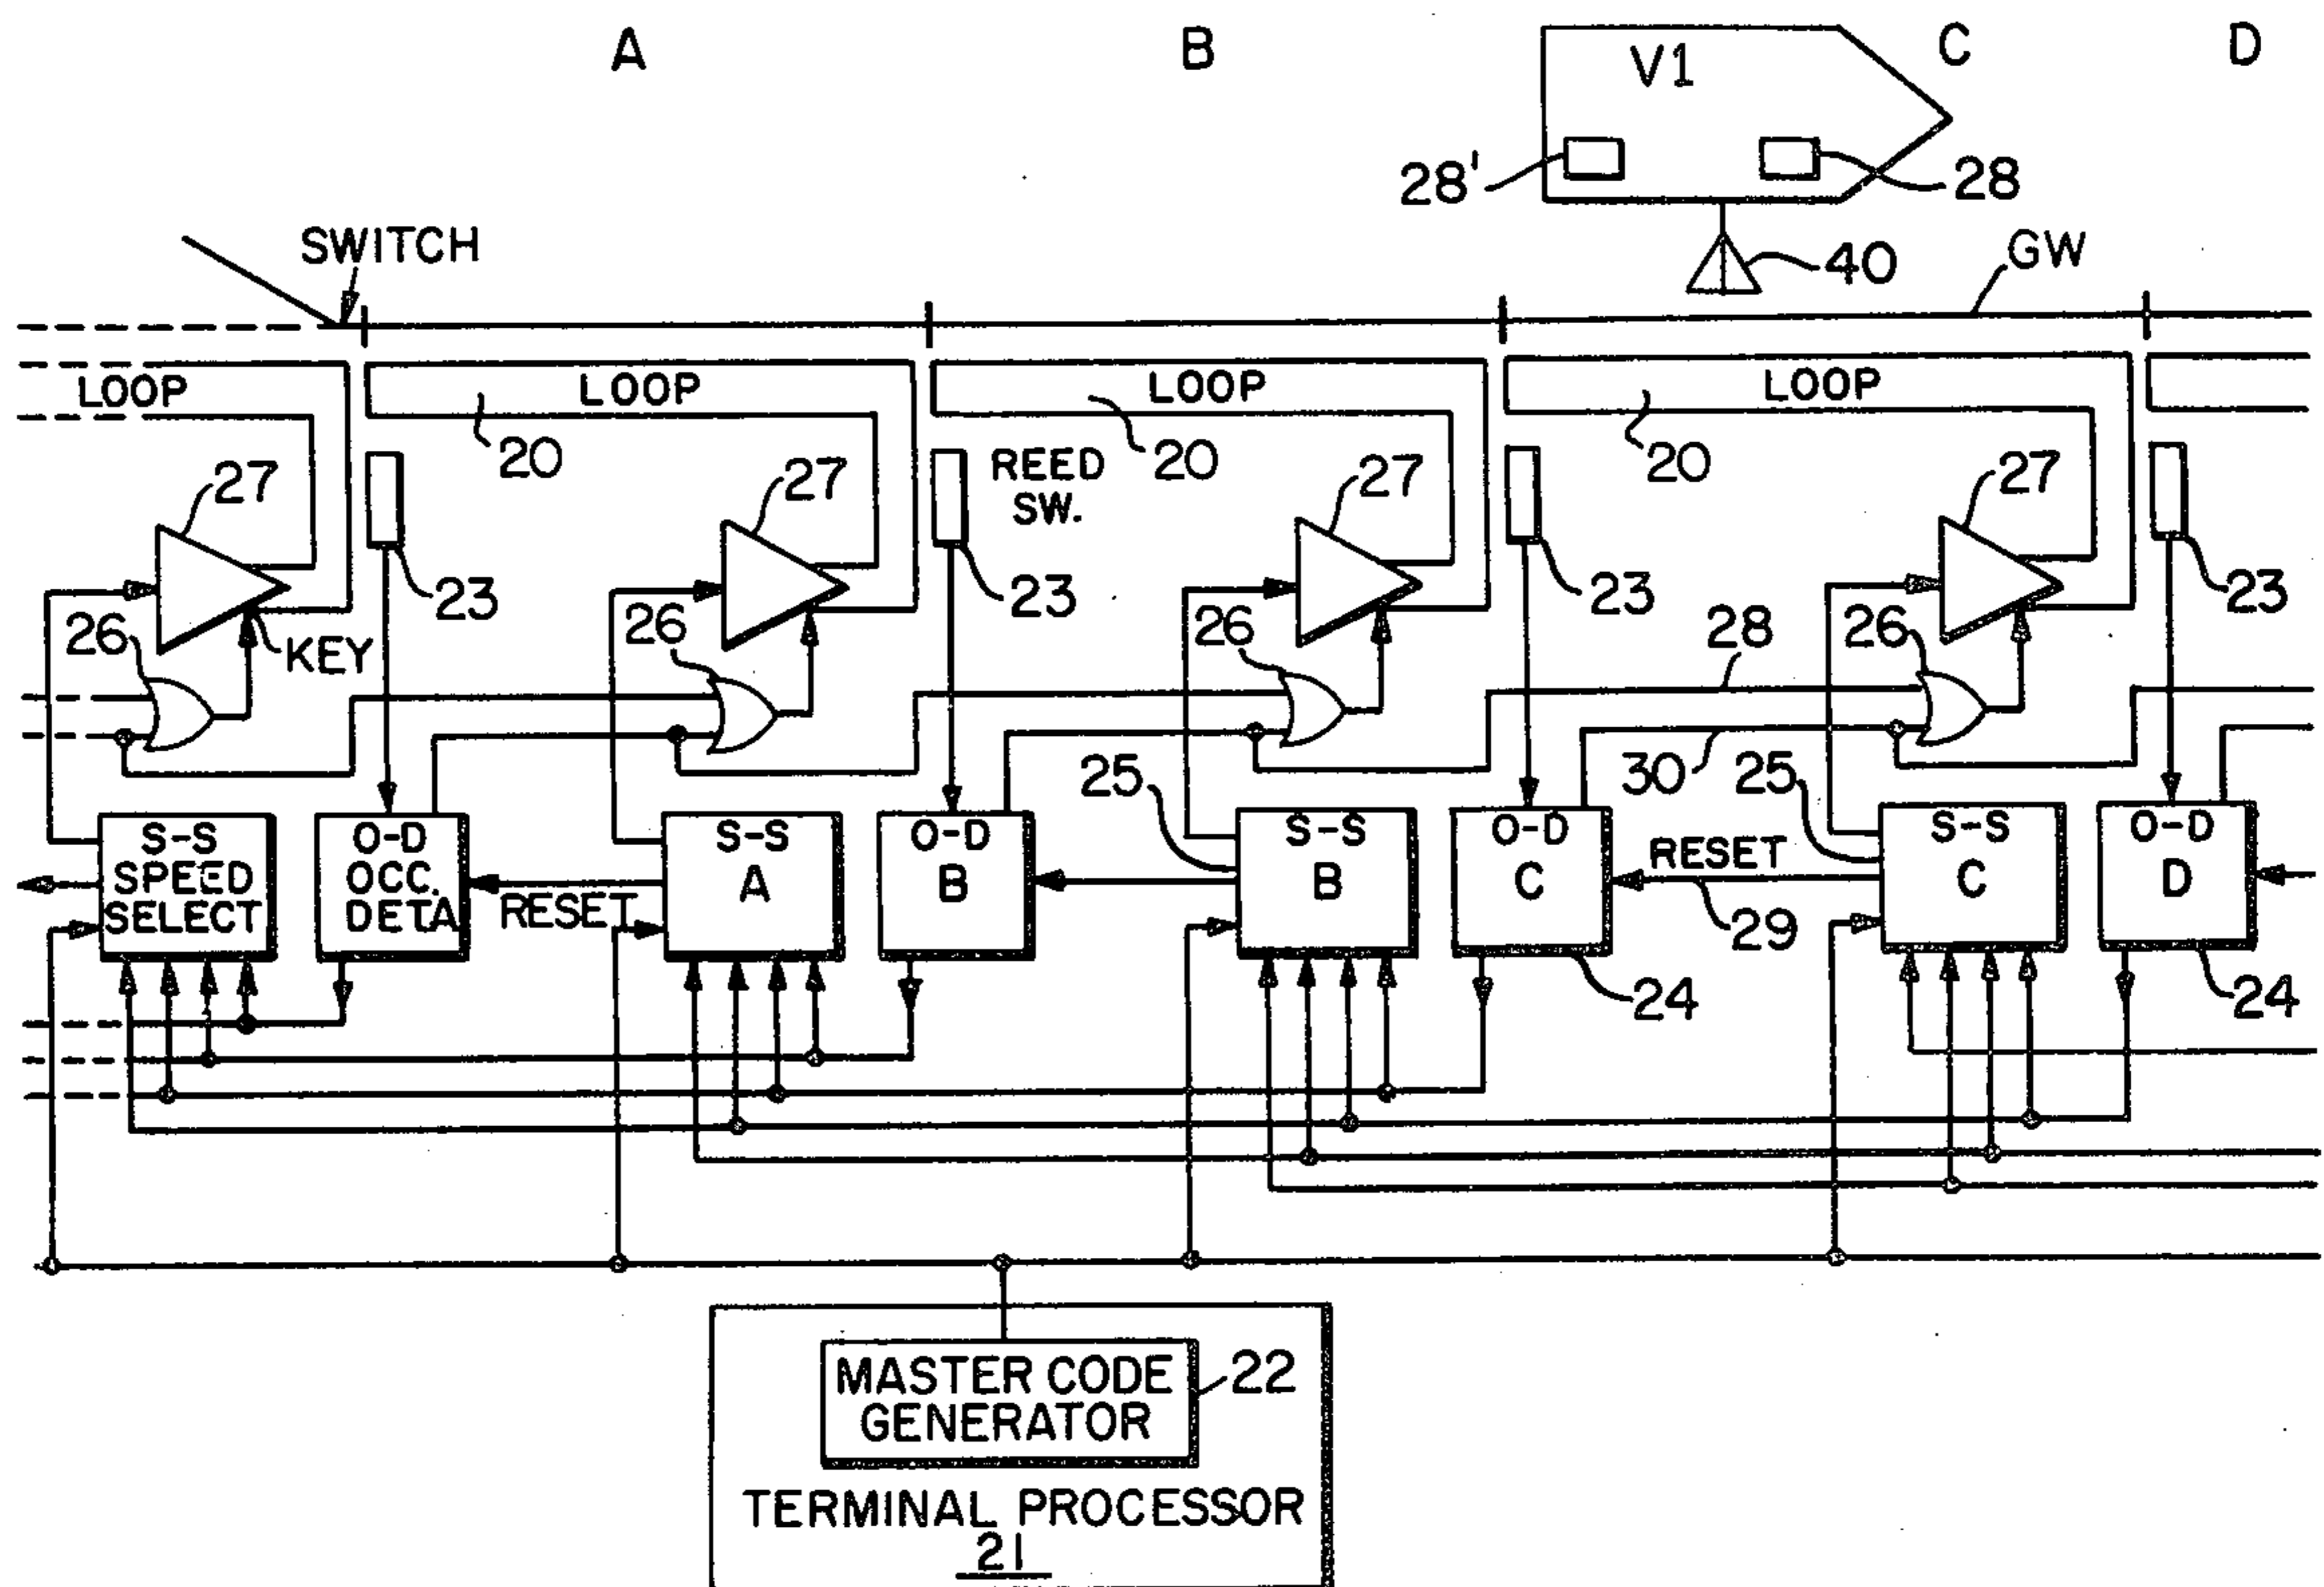 A
B
C
D
V1
28'
28
SWITCH
40
GW
LOOP
LOOP
LOOP
LOOP
20
20
20
REED
SW.
27
27
27
27
23
23
23
23
26
KEY
26
26
28
26
30
25
25
S-S
SPEED
SELECT
O-D
OCC.
DETA
RESET
S-S
A
O-D
B
S-S
B
O-D
C
RESET
29
S-S
C
O-D
D
24
24
MASTER CODE
GENERATOR
22
TERMINAL PROCESSOR
21